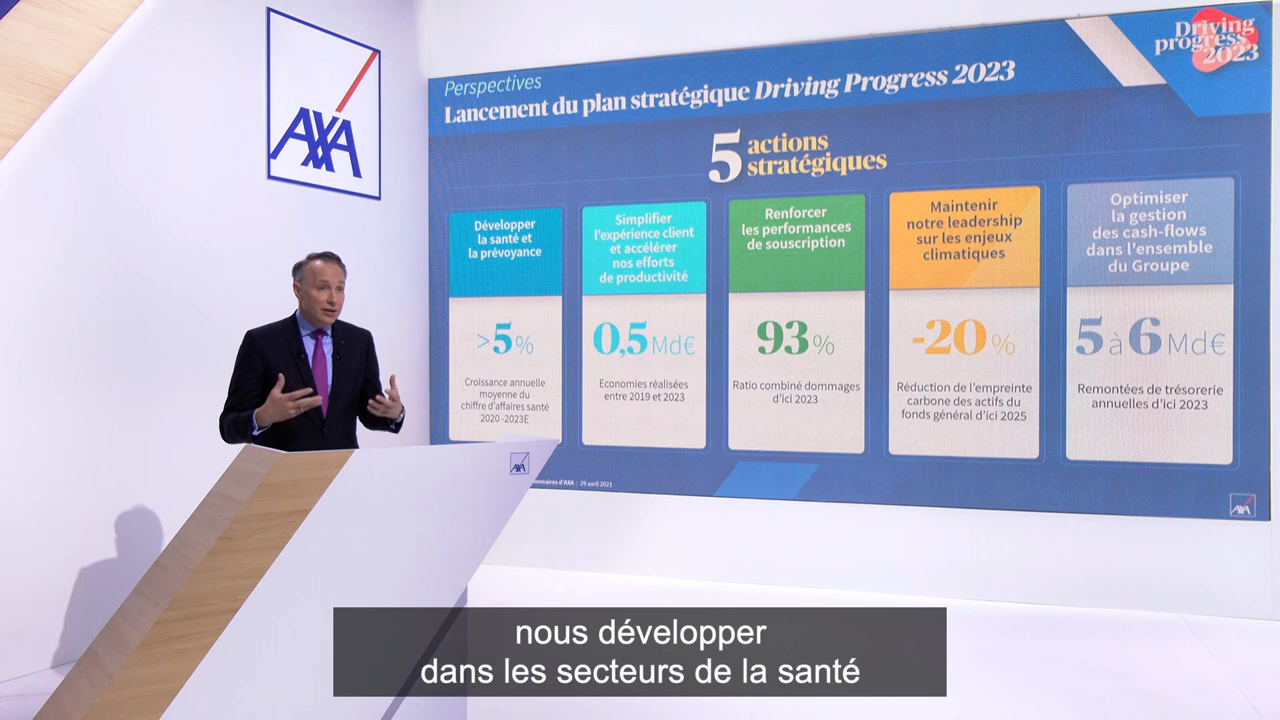 AXA
Driving
progress
2023
Perspectives
Lancement du plan stratégique Driving Progress 2023
5 actions
stratégiques
Développer
la santé et
la prévoyance
>5%
Croissance annuelle
moyenne du
chiffre d'affaires santé
2020 -2023E
Simplifier
l'expérience client
et accélérer
nos efforts
de productivité
0,5 Md€
Economies réalisées
entre 2019 et 2023
Renforcer
les performances
de souscription
93%
Ratio combiné dommages
d'ici 2023
Maintenir
notre leadership
sur les enjeux
climatiques
-20%
Réduction de l'empreinte
carbone des actifs du
fonds général d'ici 2025
Optimiser
la gestion
des cash-flows
dans l'ensemble
du Groupe
5 à 6 Md€
Remontées de trésorerie
annuelles d'ici 2023
AXA
d'AXA | 29 avril 2021
AXA
nous développer
dans les secteurs de la santé